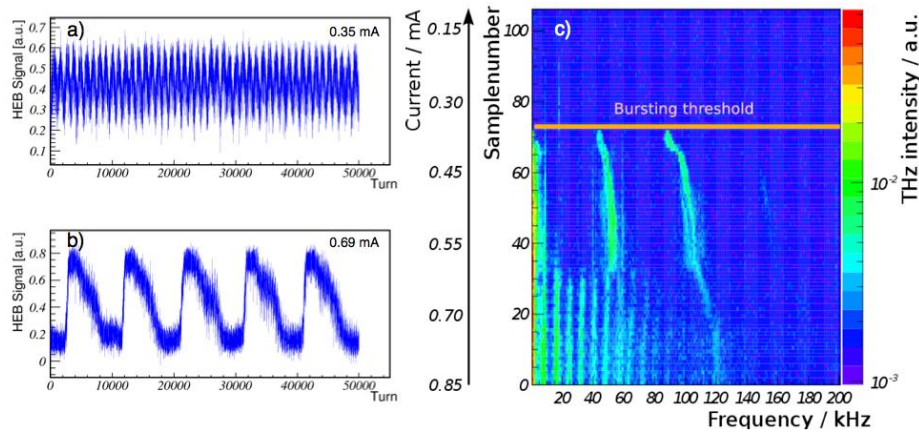 a)
0.35 mA
HEB Signal [a.u.]
0.7
0.6
0.5
0.4
0.3
0.2
0.1
0 10000 20000 30000 40000 50000
Turn
b)
0.69 mA
HEB Signal [a.u.]
0.8
0.6
0.4
0.2
0
0 10000 20000 30000 40000 50000
Turn
Current / mA
0.15
0.30
0.45
0.55
0.70
0.85
c)
Samplenumber
100
80
60
40
20
0
Bursting threshold
20 40 60 80 100 120 140 160 180 200
Frequency / kHz
THz intensity / a.u.
10⁻²
10⁻³